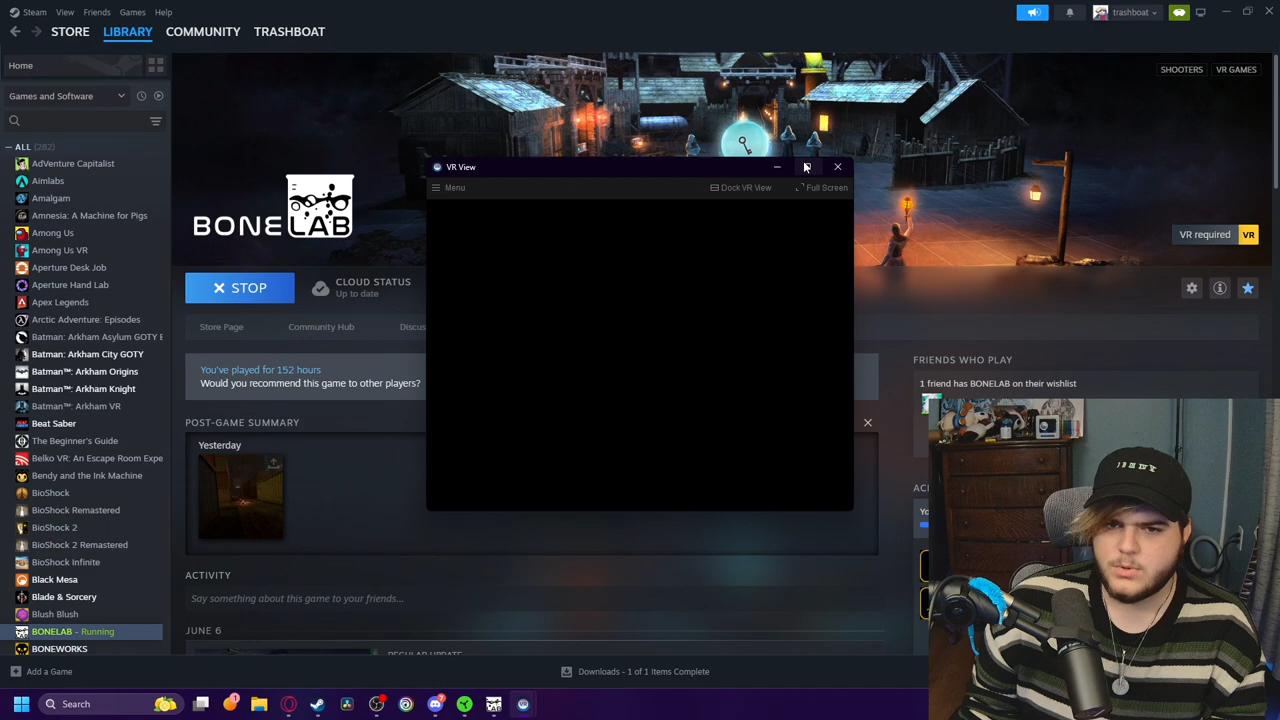 Steam View Friends Games Help
trashboat
STORE LIBRARY COMMUNITY TRASHBOAT
Home
SHOOTERS VR GAMES
Games and Software
ALL (282)
AdVenture Capitalist
Aimlabs
Amalgam
Amnesia: A Machine for Pigs
Among Us
Among Us VR
Aperture Desk Job
Aperture Hand Lab
Apex Legends
Arctic Adventure: Episodes
Batman: Arkham Asylum GOTY E
Batman: Arkham City GOTY
Batman™: Arkham Origins
Batman™: Arkham Knight
Batman™: Arkham VR
Beat Saber
The Beginner's Guide
Belko VR: An Escape Room Expe
Bendy and the Ink Machine
BioShock
BioShock Remastered
BioShock 2
BioShock 2 Remastered
BioShock Infinite
Black Mesa
Blade & Sorcery
Blush Blush
BONELAB - Running
BONEWORKS
VR View
Menu
Dock VR View
Full Screen
BONELAB
VR required VR
STOP
CLOUD STATUS
Up to date
Store Page
Community Hub
Discus
You've played for 152 hours
Would you recommend this game to other players?
POST-GAME SUMMARY
Yesterday
ACTIVITY
Say something about this game to your friends...
JUNE 6
REGULAR UPDATE
FRIENDS WHO PLAY
1 friend has BONELAB on their wishlist
AC
Yo
Add a Game
Downloads - 1 of 1 Items Complete
Search
1
7